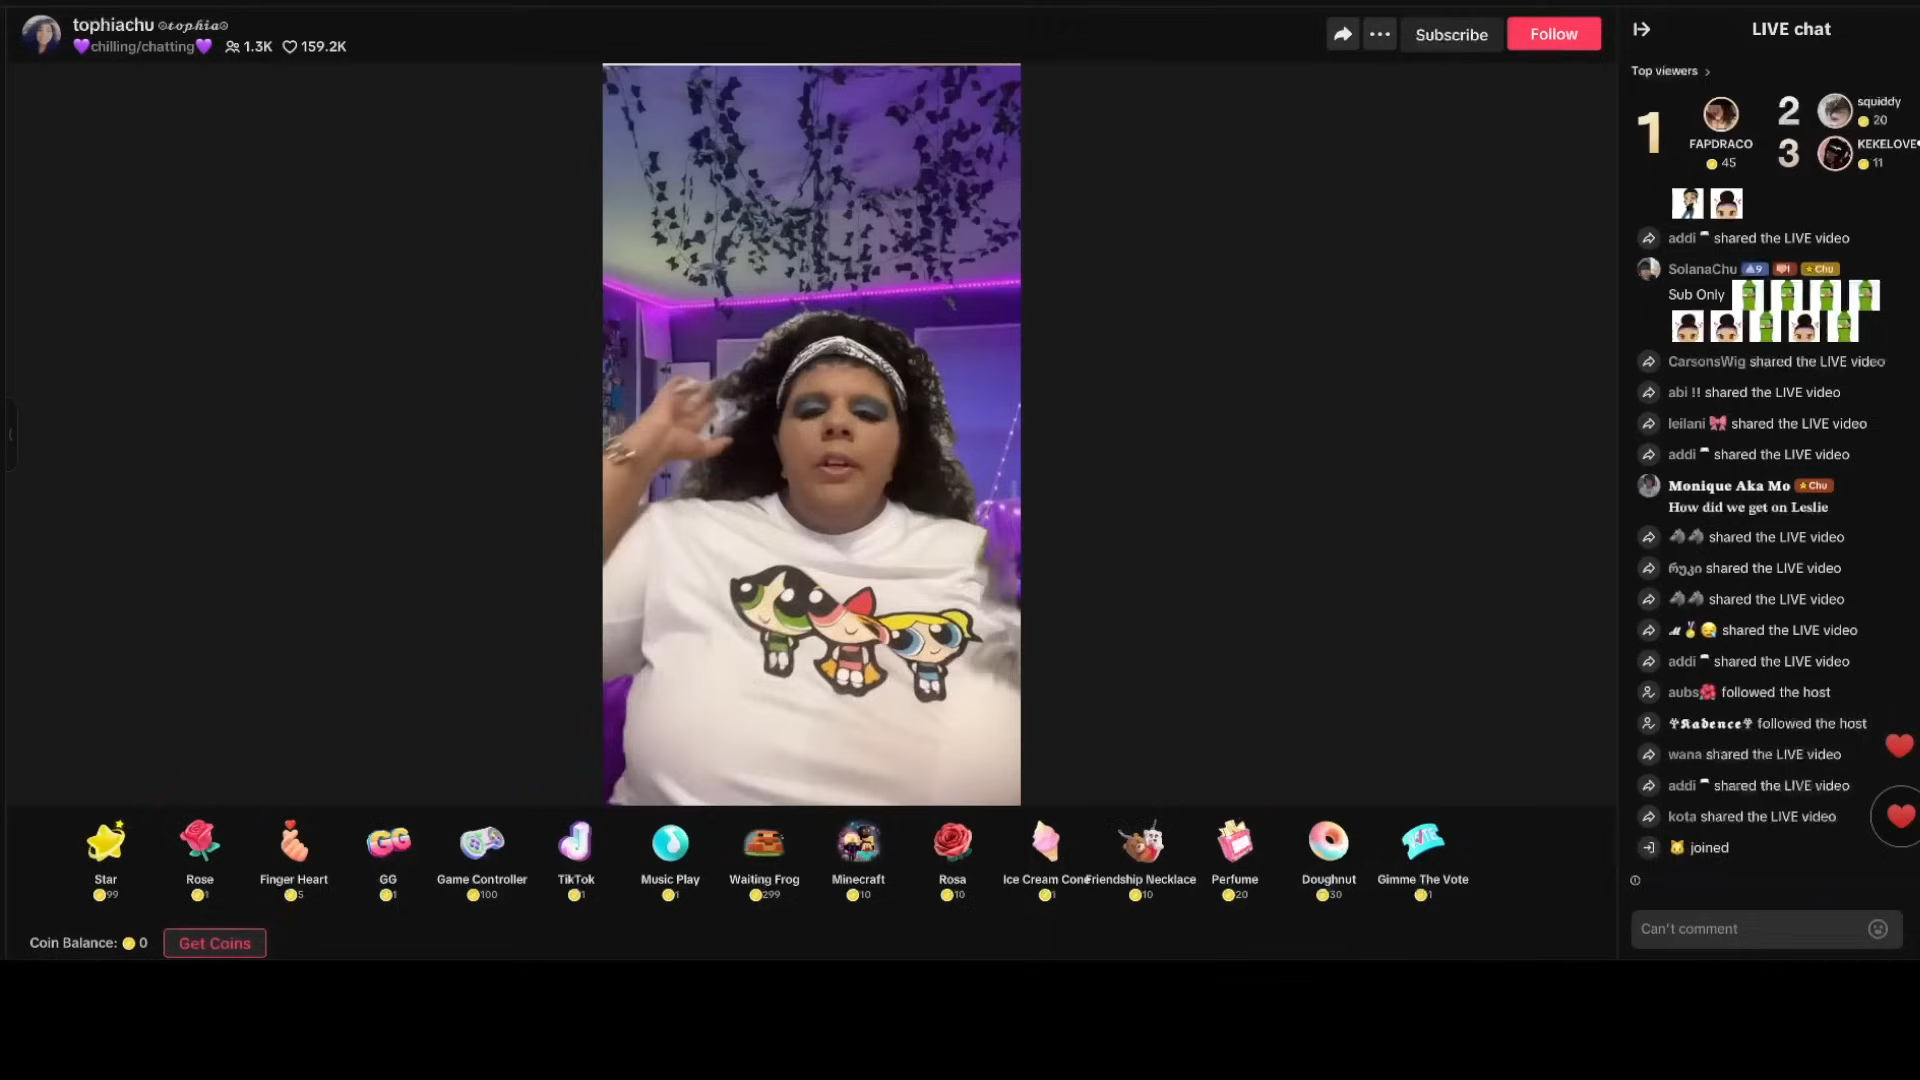 tophiachu ☺𝓽𝓸𝓹𝓱𝓲𝓪☺
💜chilling/chatting💜 1.3K 159.2K
Subscribe
Follow
LIVE chat
Top viewers
1
FAPDRACO
45
2
squiddy
20
3
KEKELOVE
11
addi shared the LIVE video
SolanaChu 9 1 Chu
Sub Only
CarsonsWig shared the LIVE video
abi !! shared the LIVE video
leilani 🎀 shared the LIVE video
addi shared the LIVE video
𝐌𝐨𝐧𝐢𝐪𝐮𝐞 𝐀𝐤𝐚 𝐌𝐨 Chu
𝐇𝐨𝐰 𝐝𝐢𝐝 𝐰𝐞 𝐠𝐞𝐭 𝐨𝐧 𝐋𝐞𝐬𝐥𝐢𝐞
🐴🐴 shared the LIVE video
რუკი shared the LIVE video
🐴🐴 shared the LIVE video
🏅😪 shared the LIVE video
addi shared the LIVE video
aubs🌺 followed the host
✞𝕶𝖆𝖉𝖊𝖓𝖈𝖊✞ followed the host
wana shared the LIVE video
addi shared the LIVE video
kota shared the LIVE video
🐱 joined
Can't comment
Star
99
Rose
1
Finger Heart
5
GG
1
Game Controller
100
TikTok
1
Music Play
1
Waiting Frog
299
Minecraft
10
Rosa
10
Ice Cream Cone
1
Friendship Necklace
10
Perfume
20
Doughnut
30
Gimme The Vote
1
Coin Balance: 0
Get Coins